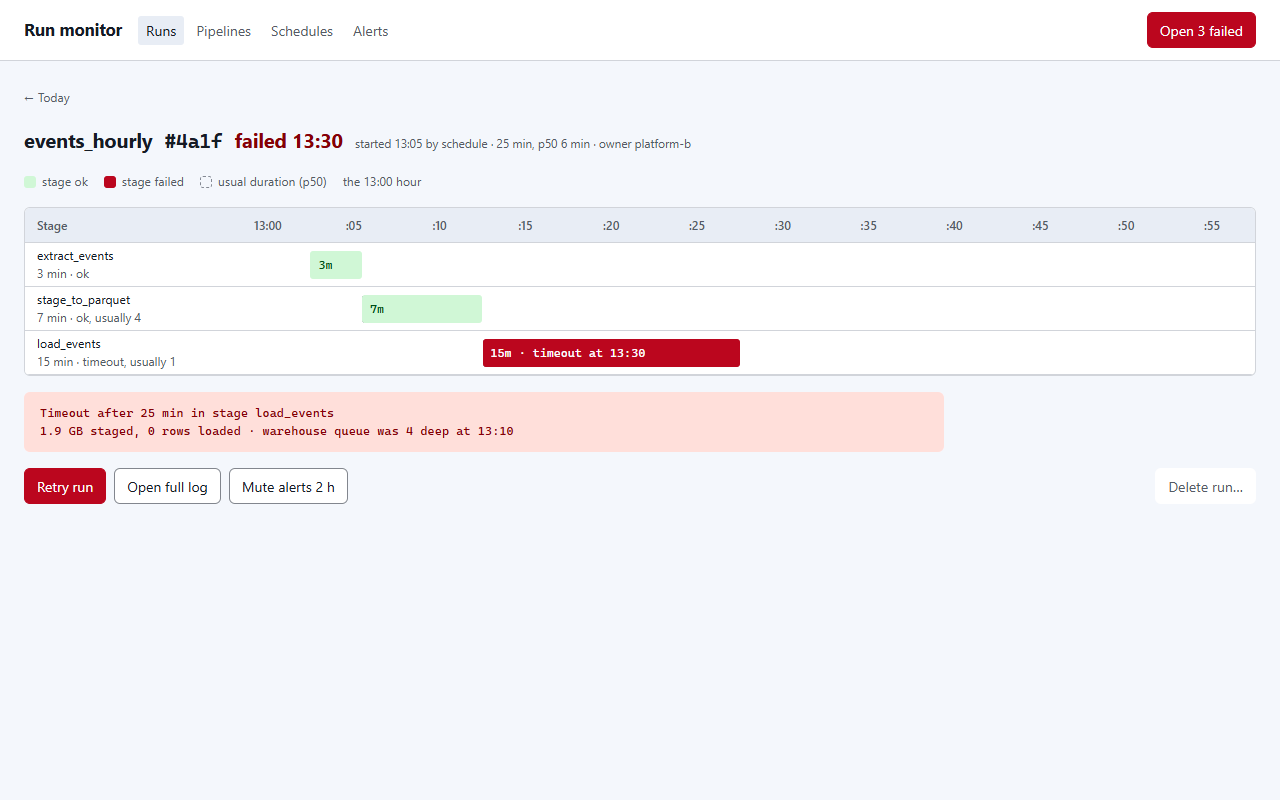 Run monitor Runs Pipelines Schedules Alerts Open 3 failed
← Today
events_hourly #4a1f failed 13:30 started 13:05 by schedule · 25 min, p50 6 min · owner platform-b
stage ok stage failed usual duration (p50) the 13:00 hour
Stage 13:00 :05 :10 :15 :20 :25 :30 :35 :40 :45 :50 :55
extract_events
3 min · ok
3m
stage_to_parquet
7 min · ok, usually 4
7m
load_events
15 min · timeout, usually 1
15m · timeout at 13:30
Timeout after 25 min in stage load_events
1.9 GB staged, 0 rows loaded · warehouse queue was 4 deep at 13:10
Retry run Open full log Mute alerts 2 h Delete run...